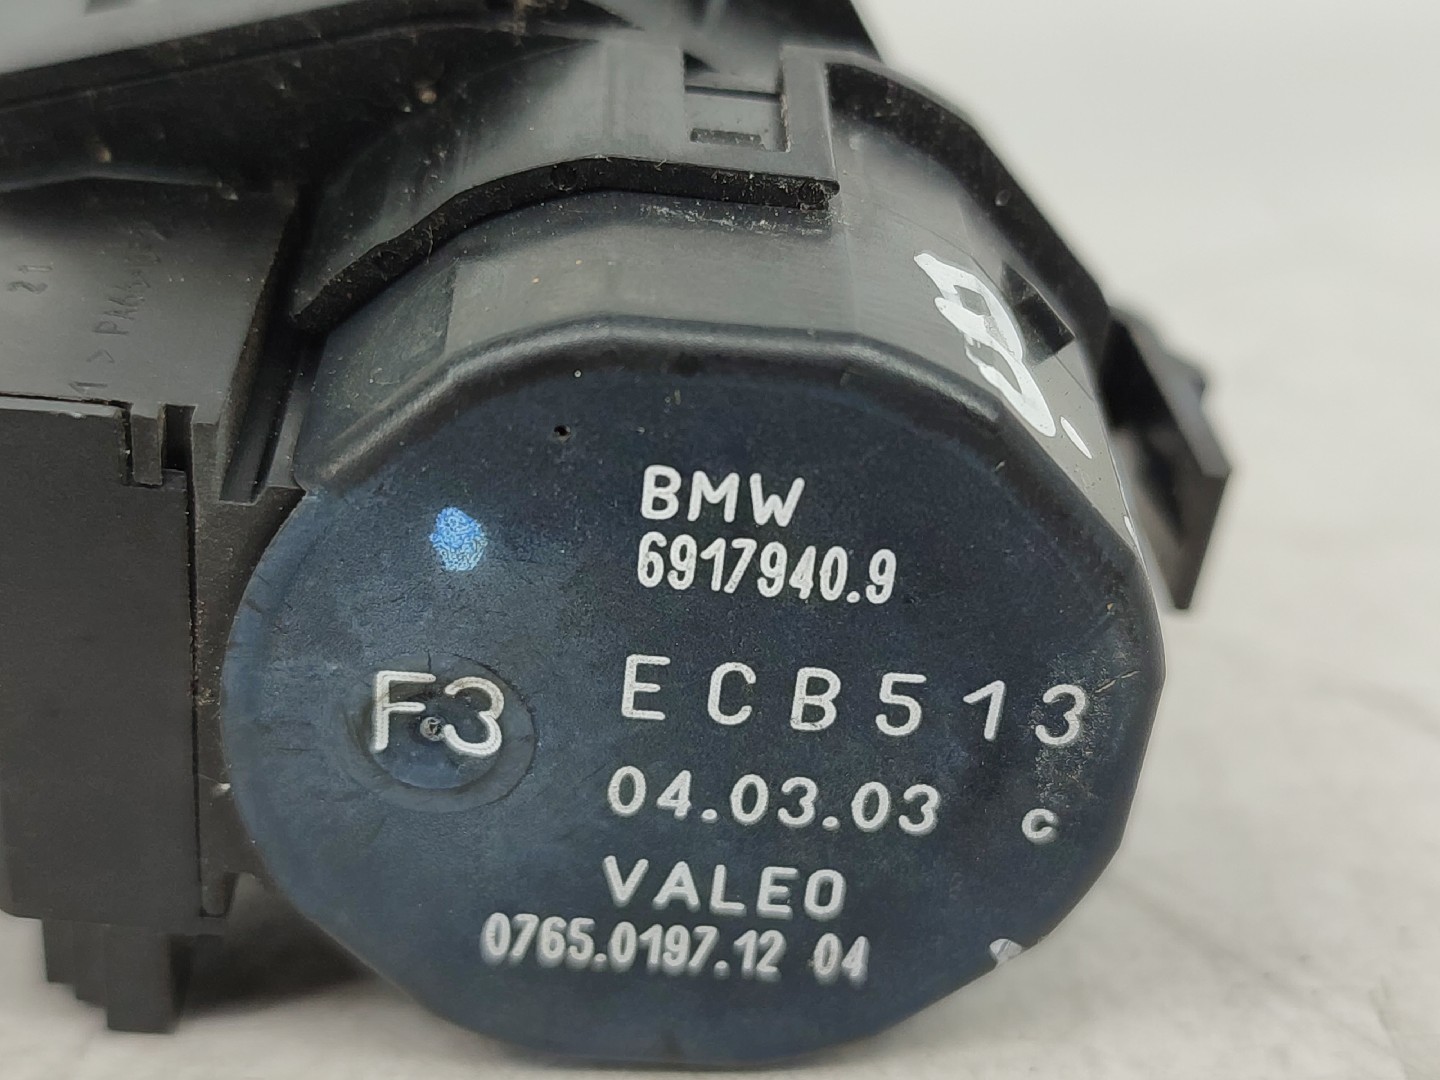 BMW
6917940.9
F3
ECB513
04.03.03 c
VALEO
0765.0197.12 04